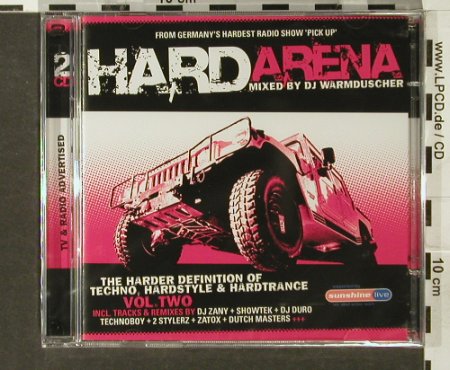 10 cm
FROM GERMANY'S HARDEST RADIO SHOW 'PICK UP'
2
CD
HARD ARENA
MIXED BY DJ WARMDUSCHER
TV & RADIO ADVERTISED
THE HARDER DEFINITION OF
TECHNO, HARDSTYLE & HARDTRANCE
VOL. TWO
INCL. TRACKS & REMIXES BY DJ ZANY + SHOWTEK + DJ DURO
TECHNOBOY + 2 STYLERZ + ZATOX + DUTCH MASTERS +++
sunshine live
www.LPCD.de / CD
10 cm